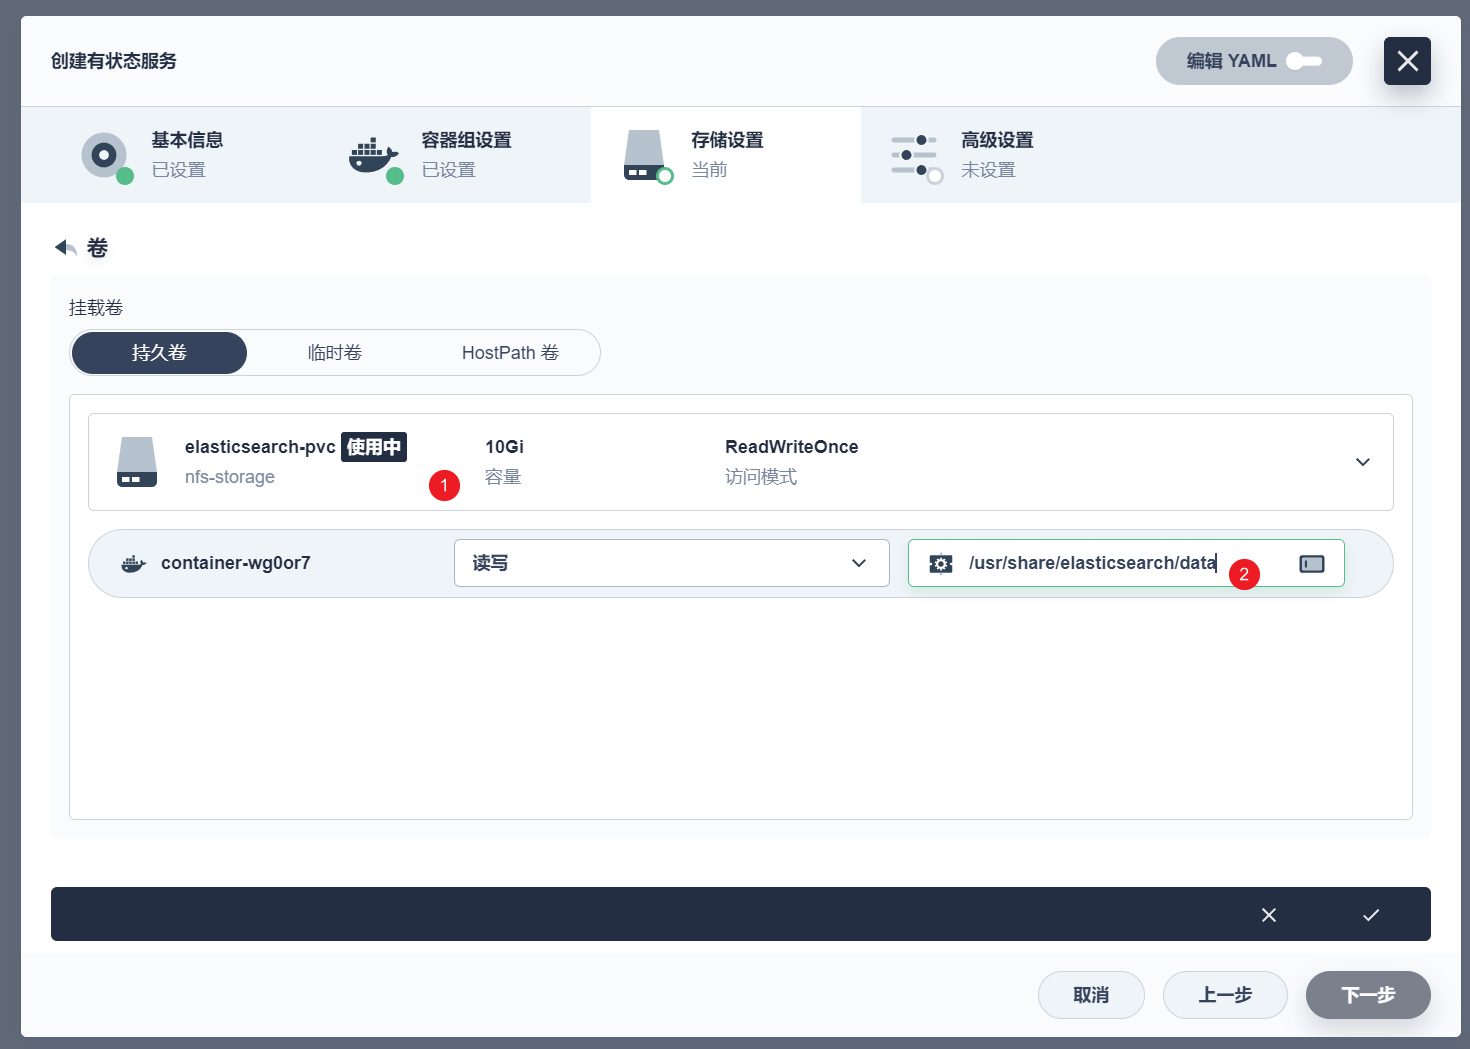 创建有状态服务
编辑 YAML
基本信息
已设置
容器组设置
已设置
存储设置
当前
高级设置
未设置
卷
挂载卷
持久卷
临时卷
HostPath 卷
elasticsearch-pvc 使用中
nfs-storage
1
10Gi
容量
ReadWriteOnce
访问模式
container-wg0or7
读写
/usr/share/elasticsearch/data
2
取消
上一步
下一步